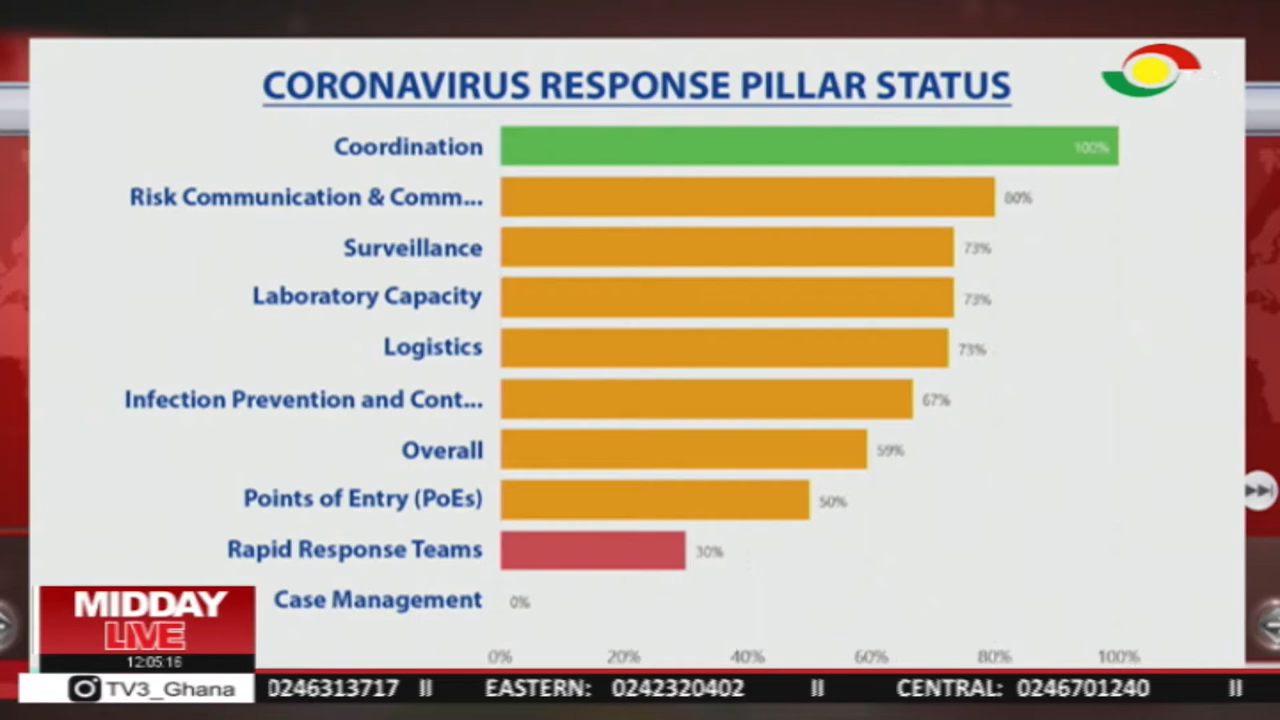 CORONAVIRUS RESPONSE PILLAR STATUS
Coordination 100%
Risk Communication & Comm... 80%
Surveillance 73%
Laboratory Capacity 73%
Logistics 73%
Infection Prevention and Cont... 67%
Overall 59%
Points of Entry (PoEs) 50%
Rapid Response Teams 30%
Case Management 0%
0% 20% 40% 60% 80% 100%
MIDDAY
LIVE
12:05:16
TV3_Ghana 0246313717 || EASTERN: 0242320402 || CENTRAL: 0246701240 ||